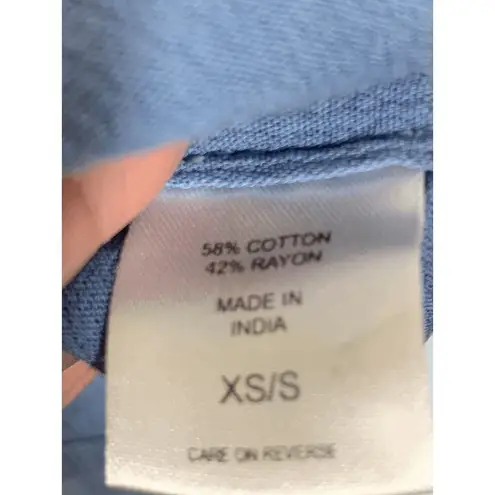 58% COTTON
42% RAYON
MADE IN
INDIA
XS/S
CARE ON REVERSE